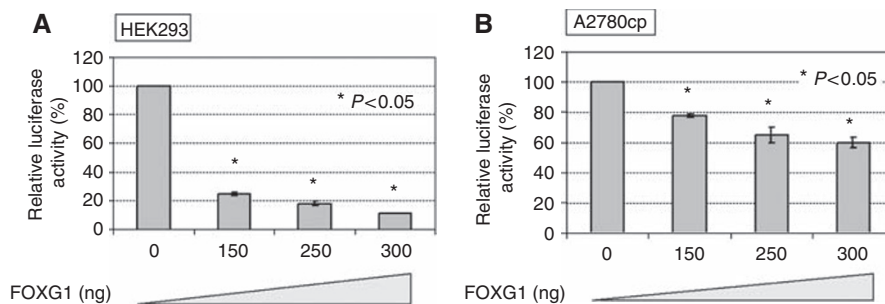 A
HEK293
Relative luciferase
activity (%)
120
100
80
60
40
20
0
* P<0.05
*
*
*
0 150 250 300
FOXG1 (ng)
B
A2780cp
Relative luciferase
activity (%)
120
100
80
60
40
20
0
* P<0.05
*
*
*
0 150 250 300
FOXG1 (ng)